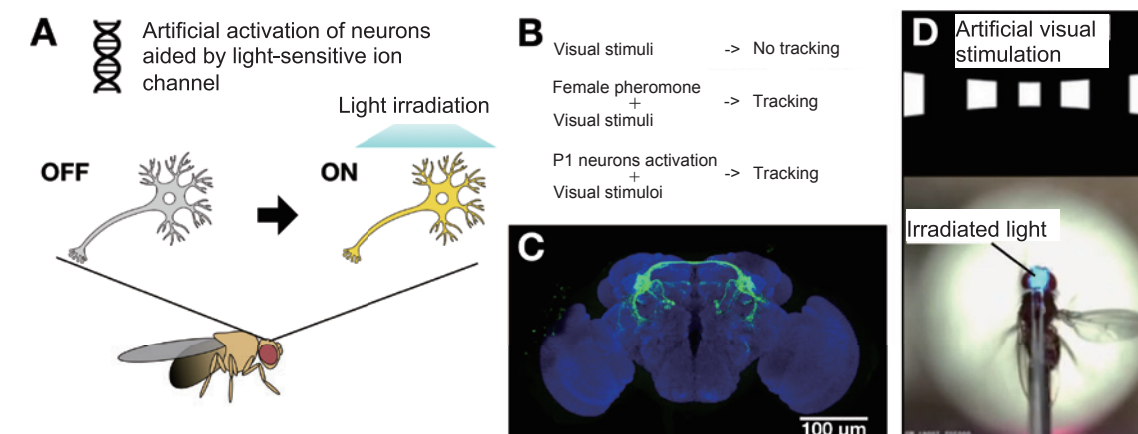 A
Artificial activation of neurons
aided by light-sensitive ion
channel
Light irradiation
OFF
ON
B
Visual stimuli -> No tracking
Female pheromone
+
Visual stimuli
-> Tracking
P1 neurons activation
+
Visual stimuloi
-> Tracking
C
100 μm
D
Artificial visual
stimulation
Irradiated light